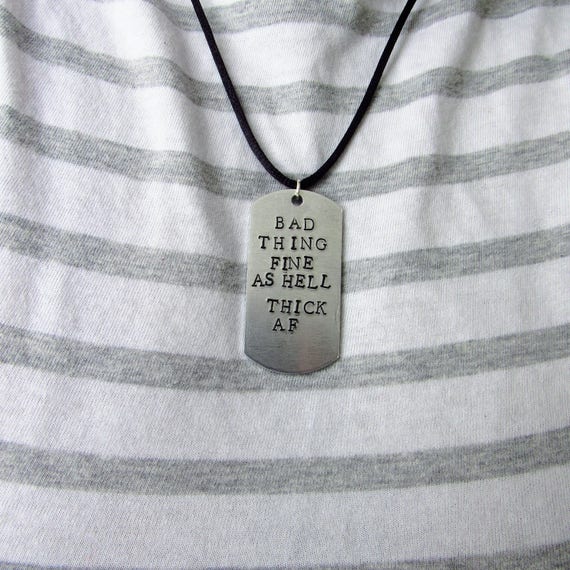 BAD
THING
FINE
AS HELL
THICK
AF